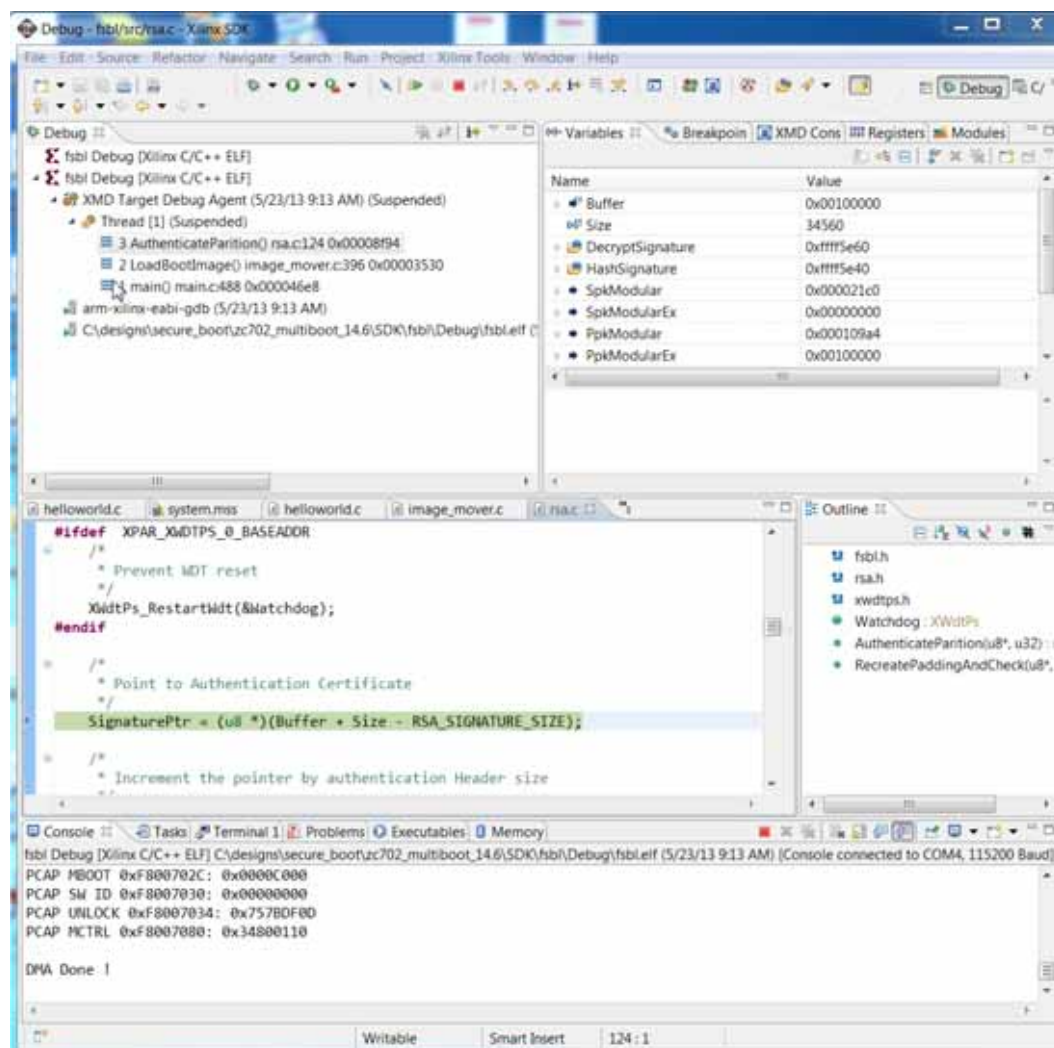 Debug - fsbl/src/rsa.c - Xilinx SDK
File Edit Source Refactor Navigate Search Run Project Xilinx Tools Window Help
Debug C/
Debug
fsbl Debug [Xilinx C/C++ ELF]
fsbl Debug [Xilinx C/C++ ELF]
XMD Target Debug Agent (5/23/13 9:13 AM) (Suspended)
Thread [1] (Suspended)
3 AuthenticateParition() rsa.c:124 0x00008f94
2 LoadBootImage() image_mover.c:396 0x00003530
main() main.c:488 0x000046e8
arm-xilinx-eabi-gdb (5/23/13 9:13 AM)
C:\designs\secure_boot\zc702_multiboot_14.6\SDK\fsbl\Debug\fsbl.elf (
Variables Breakpoin XMD Cons Registers Modules
Name Value
Buffer 0x00100000
Size 34560
DecryptSignature 0xffff5e60
HashSignature 0xffff5e40
SpkModular 0x000021c0
SpkModularEx 0x00000000
PpkModular 0x000109a4
PpkModularEx 0x00100000
helloworld.c system.mss helloworld.c image_mover.c rsa.c
#ifdef XPAR_XWDTPS_0_BASEADDR
/*
* Prevent WDT reset
*/
XWdtPs_RestartWdt(&Watchdog);
#endif
/*
* Point to Authentication Certificate
*/
SignaturePtr = (u8 *)(Buffer + Size - RSA_SIGNATURE_SIZE);
/*
* Increment the pointer by authentication Header size
Outline
fsbl.h
rsa.h
xwdtps.h
Watchdog : XWdtPs
AuthenticateParition(u8*, u32) :
RecreatePaddingAndCheck(u8*,
Console Tasks Terminal 1 Problems Executables Memory
fsbl Debug [Xilinx C/C++ ELF] C:\designs\secure_boot\zc702_multiboot_14.6\SDK\fsbl\Debug\fsbl.elf (5/23/13 9:13 AM) [Console connected to COM4, 115200 Baud]
PCAP MBOOT 0xF800702C: 0x0000C000
PCAP SW ID 0xF8007030: 0x00000000
PCAP UNLOCK 0xF8007034: 0x757BDF0D
PCAP MCTRL 0xF8007080: 0x34800110
DMA Done !
Writable Smart Insert 124 : 1